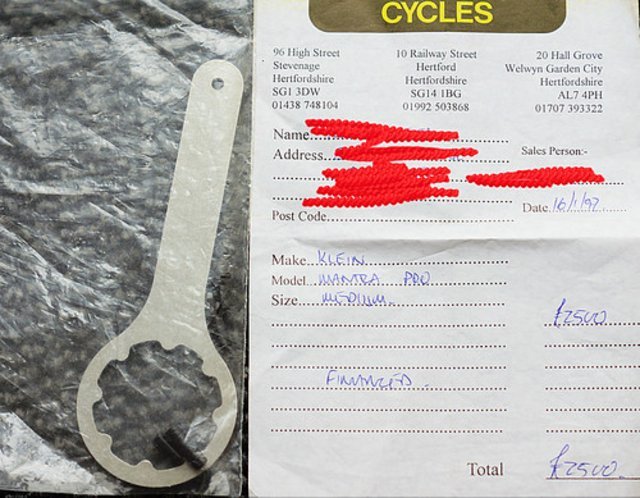 CYCLES
96 High Street
Stevenage
Hertfordshire
SG1 3DW
01438 748104
10 Railway Street
Hertford
Hertfordshire
SG14 1BG
01992 503868
20 Hall Grove
Welwyn Garden City
Hertfordshire
AL7 4PH
01707 393322
Name
Address
Sales Person:-
Post Code
Date 16/1/97
Make KLEIN
Model MANTRA PRO
Size MEDIUM
£2500
FINANCED
Total £2500